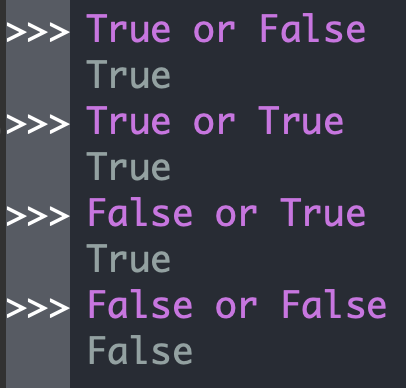 >>> True or False
True
>>> True or True
True
>>> False or True
True
>>> False or False
False